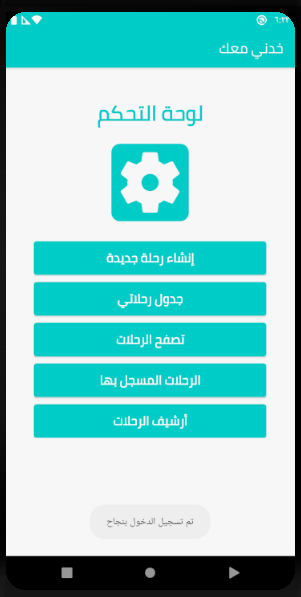 ٦:٢٢
خدني معك
لوحة التحكم
إنشاء رحلة جديدة
جدول رحلاتي
تصفح الرحلات
الرحلات المسجل بها
أرشيف الرحلات
تم تسجيل الدخول بنجاح